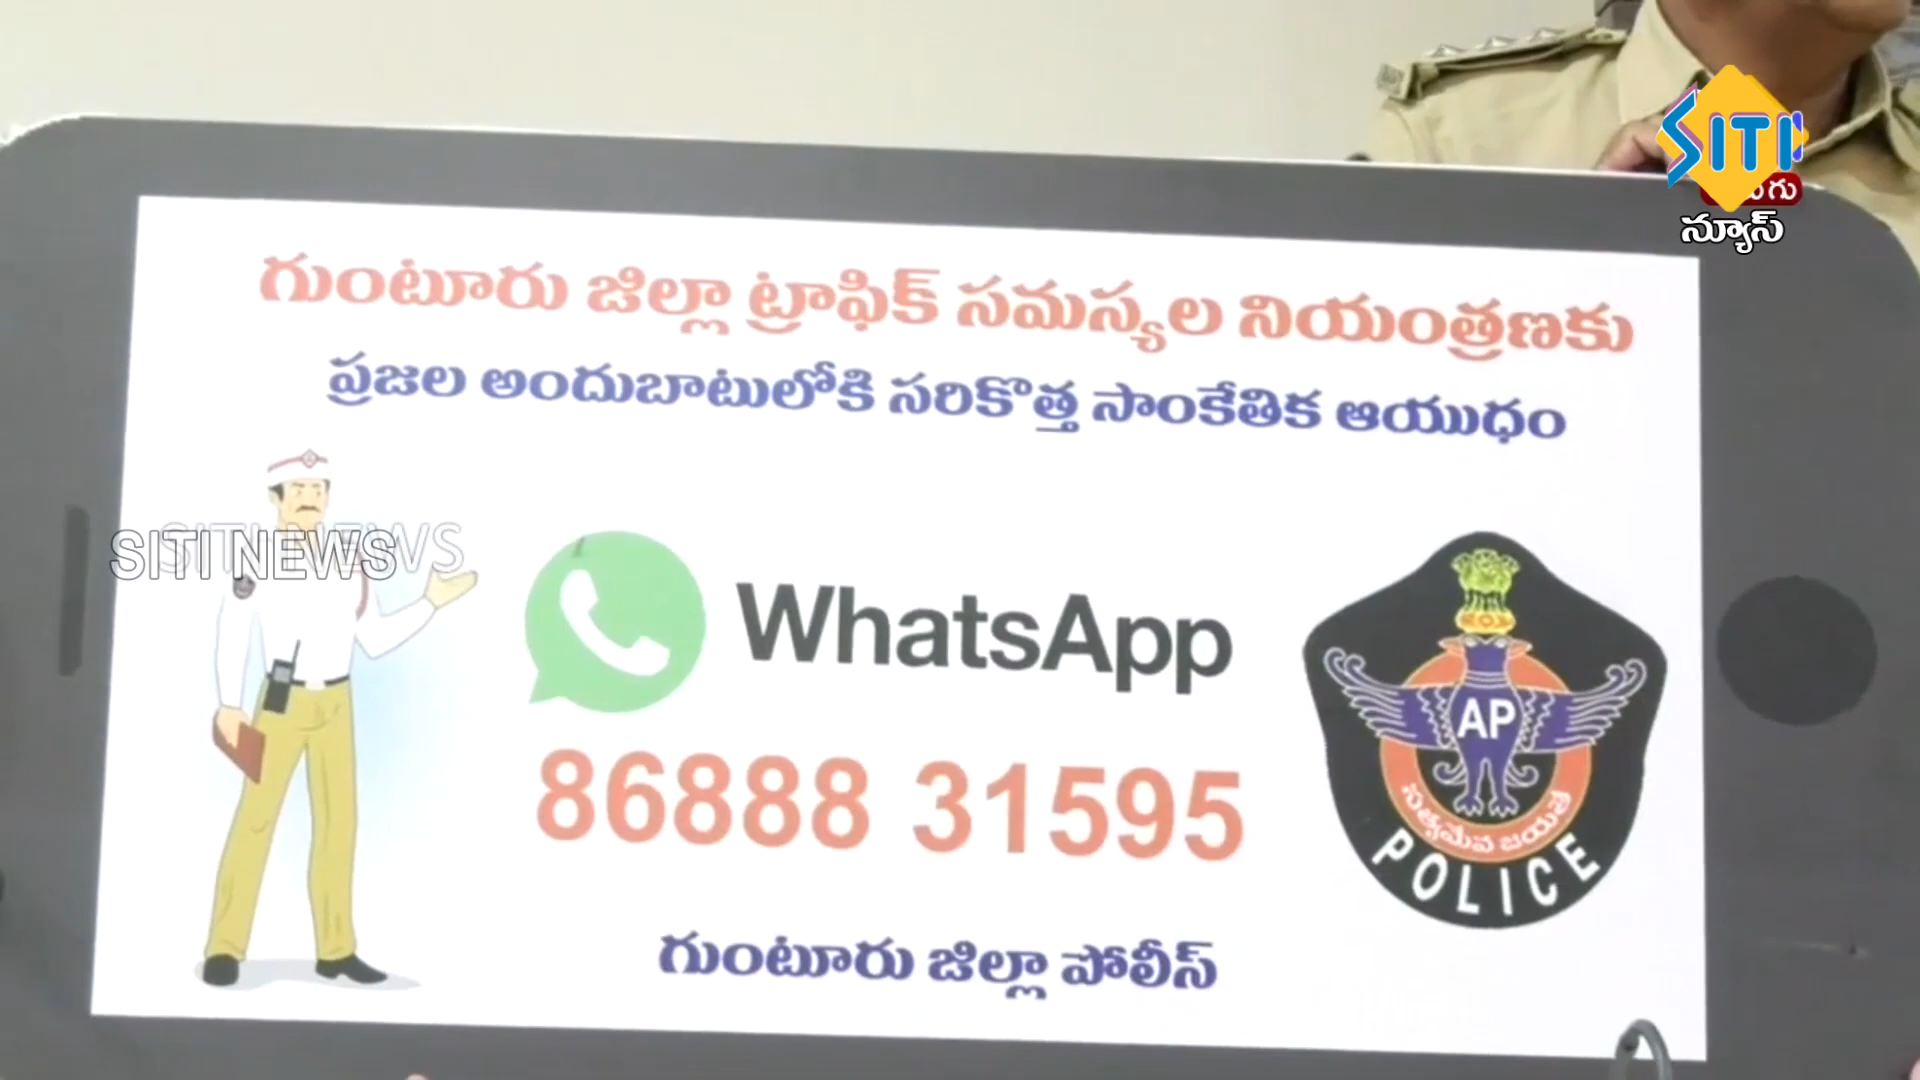 SITI
న్యూస్
గుంటూరు జిల్లా ట్రాఫిక్ సమస్యల నియంత్రణకు
ప్రజల అందుబాటులోకి సరికొత్త సాంకేతిక ఆయుధం
SITI NEWS
WhatsApp
86888 31595
AP
సత్యమేవ జయతే
POLICE
గుంటూరు జిల్లా పోలీస్